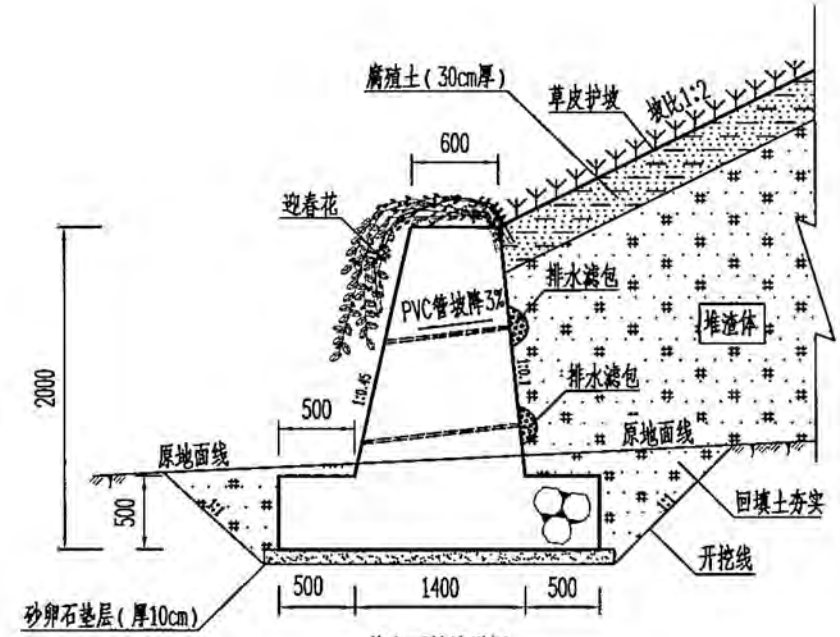 腐殖土(30cm厚)
草皮护坡
坡比1:2
600
迎春花
排水滤包
PVC管坡降3%
堆渣体
2000
1:0.45
1:0.1
排水滤包
500
原地面线
原地面线
500
1:1
1:1
回填土夯实
开挖线
500
1400
500
砂卵石垫层(厚10cm)